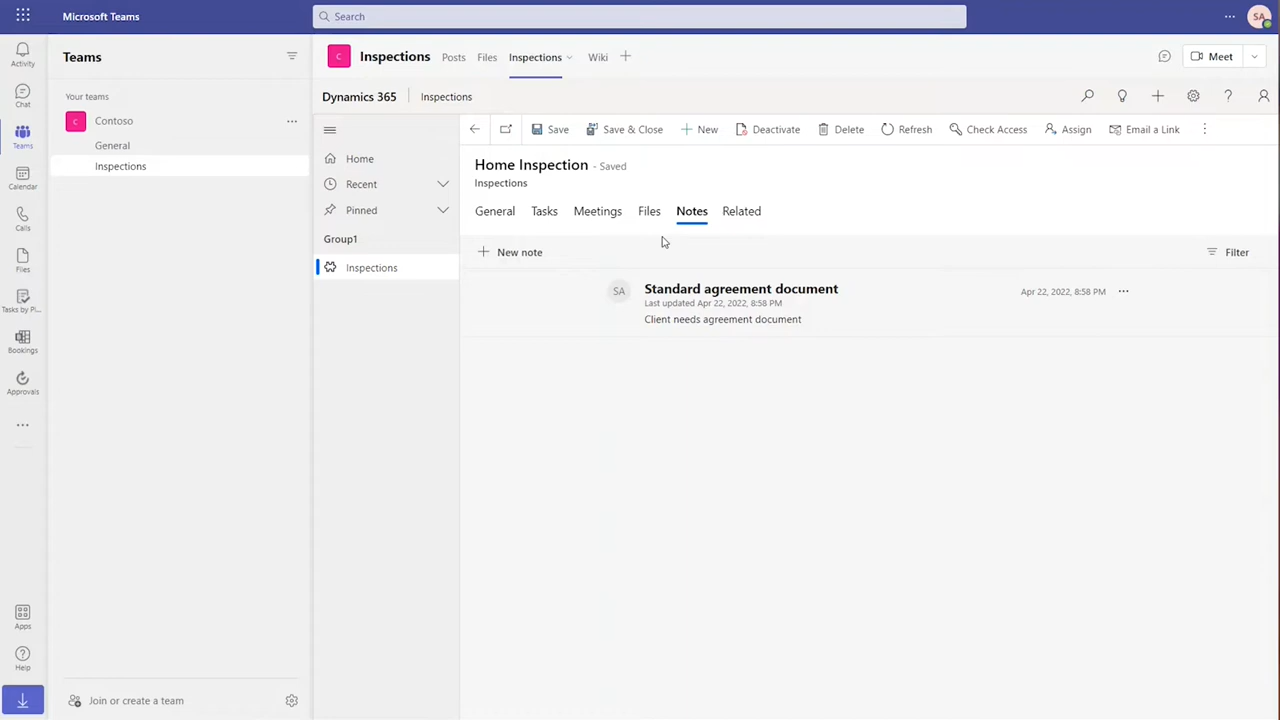 Microsoft Teams
Search
SA
Activity
Chat
Teams
Calendar
Calls
Files
Tasks by Pl...
Bookings
Approvals
Apps
Help
Teams
Your teams
C
Contoso
General
Inspections
Join or create a team
C
Inspections
Posts
Files
Inspections
Wiki
Meet
Dynamics 365
Inspections
Home
Recent
Pinned
Group1
Inspections
Save
Save & Close
New
Deactivate
Delete
Refresh
Check Access
Assign
Email a Link
Home Inspection - Saved
Inspections
General
Tasks
Meetings
Files
Notes
Related
New note
Filter
SA
Standard agreement document
Apr 22, 2022, 8:58 PM
Last updated Apr 22, 2022, 8:58 PM
Client needs agreement document